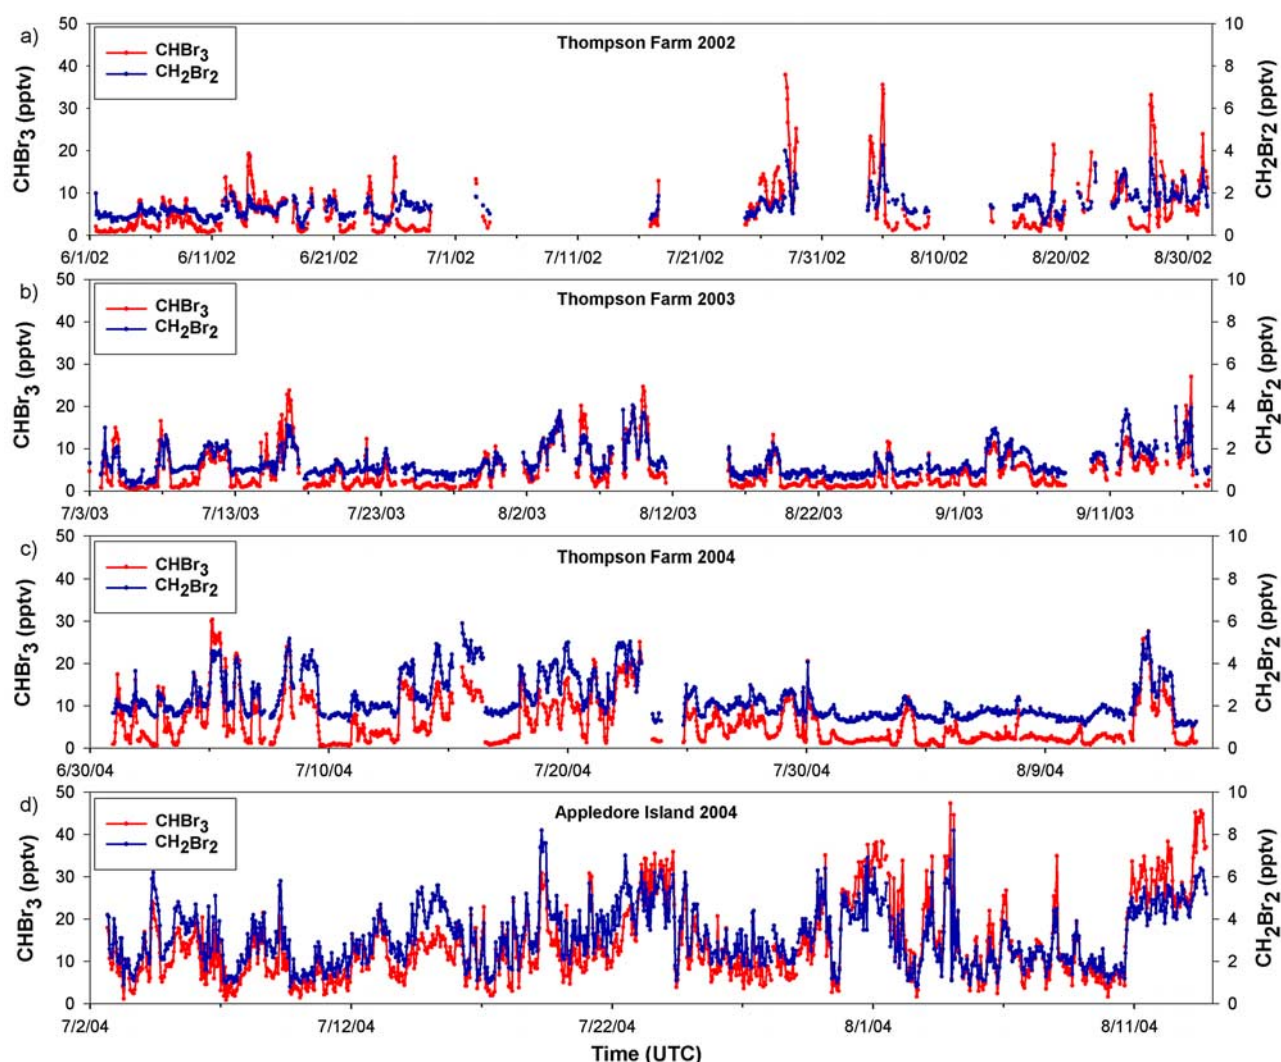 a)
Thompson Farm 2002
CHBr3
CH2Br2
CHBr3 (pptv)
50
40
30
20
10
0
CH2Br2 (pptv)
10
8
6
4
2
0
6/1/02 6/11/02 6/21/02 7/1/02 7/11/02 7/21/02 7/31/02 8/10/02 8/20/02 8/30/02
b)
Thompson Farm 2003
CHBr3
CH2Br2
CHBr3 (pptv)
50
40
30
20
10
0
CH2Br2 (pptv)
10
8
6
4
2
0
7/3/03 7/13/03 7/23/03 8/2/03 8/12/03 8/22/03 9/1/03 9/11/03
c)
Thompson Farm 2004
CHBr3
CH2Br2
CHBr3 (pptv)
50
40
30
20
10
0
CH2Br2 (pptv)
10
8
6
4
2
0
6/30/04 7/10/04 7/20/04 7/30/04 8/9/04
d)
Appledore Island 2004
CHBr3
CH2Br2
CHBr3 (pptv)
50
40
30
20
10
0
CH2Br2 (pptv)
10
8
6
4
2
0
7/2/04 7/12/04 7/22/04 8/1/04 8/11/04
Time (UTC)